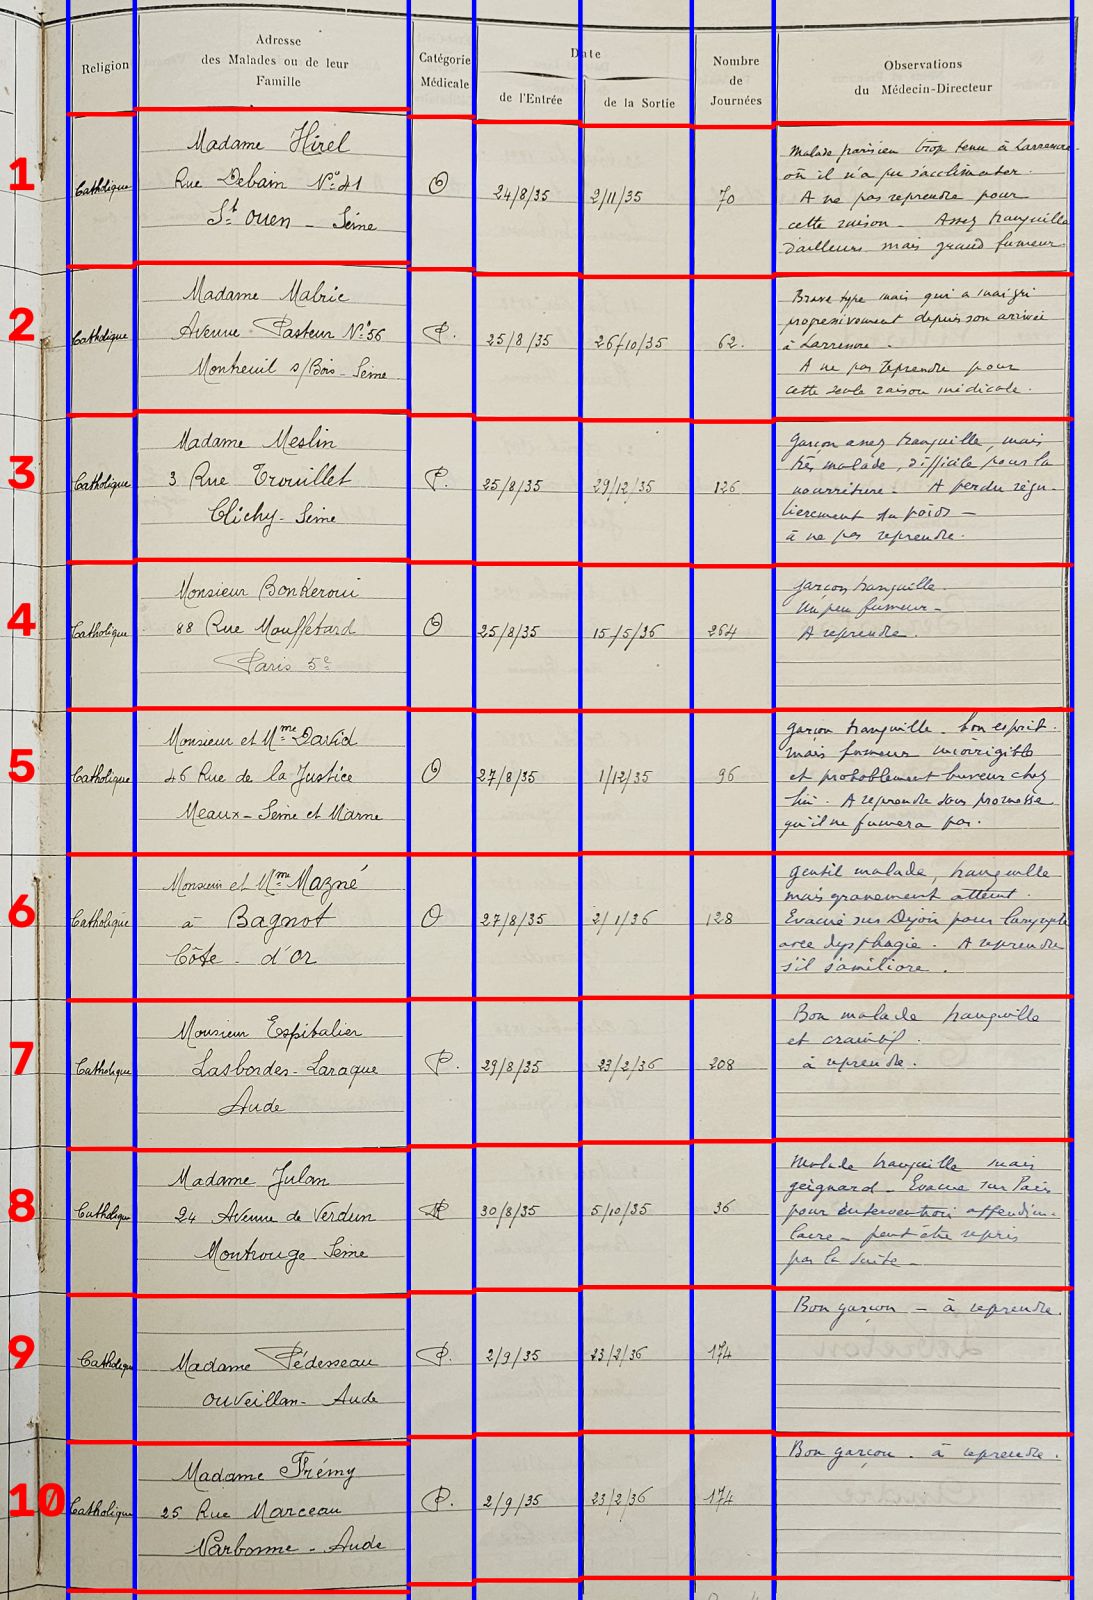 Religion
Adresse
des Malades ou de leur
Famille
Catégorie
Médicale
Date
de l'Entrée
de la Sortie
Nombre
de
Journées
Observations
du Médecin-Directeur
1
Catholique
Madame Hirel
Rue Debain N° 41
St Ouen - Seine
O
24/8/35
2/11/35
70
Malade parisien trop tenu à Larressore
où il n'a pu s'acclimater.
A ne pas reprendre pour
cette raison - Assez tranquille
d'ailleurs mais grand fumeur.
2
Catholique
Madame Malric
Avenue Pasteur N° 56
Montreuil s/Bois - Seine
P.
25/8/35
26/10/35
62.
Brave type mais qui a maigri
progressivement depuis son arrivée
à Larressore.
A ne pas reprendre pour
cette seule raison médicale.
3
Catholique
Madame Meslin
3 Rue Trouillet
Clichy - Seine
P.
25/8/35
29/12/35
126
Garçon assez tranquille, mais
très malade, difficile pour la
nourriture - A perdu régu-
lièrement du poids -
à ne pas reprendre.
4
Catholique
Monsieur Bonkeroui
88 Rue Mouffetard
Paris 5e
O
25/8/35
15/5/36
264
garçon tranquille.
Un peu fumeur -
A reprendre.
5
Catholique
Monsieur et Mme David
46 Rue de la Justice
Meaux - Seine et Marne
O
27/8/35
1/12/35
96
garçon tranquille. bon esprit.
mais fumeur incorrigible
et probablement buveur chez
lui. A reprendre sous promesse
qu'il ne fumera pas.
6
Catholique
Monsieur et Mme Magné
à Bagnot
Côte - d'Or
O
27/8/35
2/1/36
128
gentil malade, tranquille
mais gravement atteint.
Evacué sur Dijon pour laryngite
avec dysphagie. A reprendre
s'il s'améliore.
7
Catholique
Monsieur Espitalier
Lasbordes - Laraque
Aude
P.
29/8/35
23/2/36
208
Bon malade tranquille
et craintif.
à reprendre.
8
Catholique
Madame Julan
24 Avenue de Verdun
Montrouge Seine
30/8/35
5/10/35
36
Malade tranquille mais
geignard - Evacué sur Paris
pour intervention appendicu-
laire - peut être repris
par la suite -
9
Catholique
Madame Pédesseau
Ouveillan - Aude
P.
2/9/35
23/2/36
174
Bon garçon - à reprendre.
10
Catholique
Madame Frémy
25 Rue Marceau
Narbonne - Aude
P.
2/9/35
23/2/36
174
Bon garçon. à reprendre.